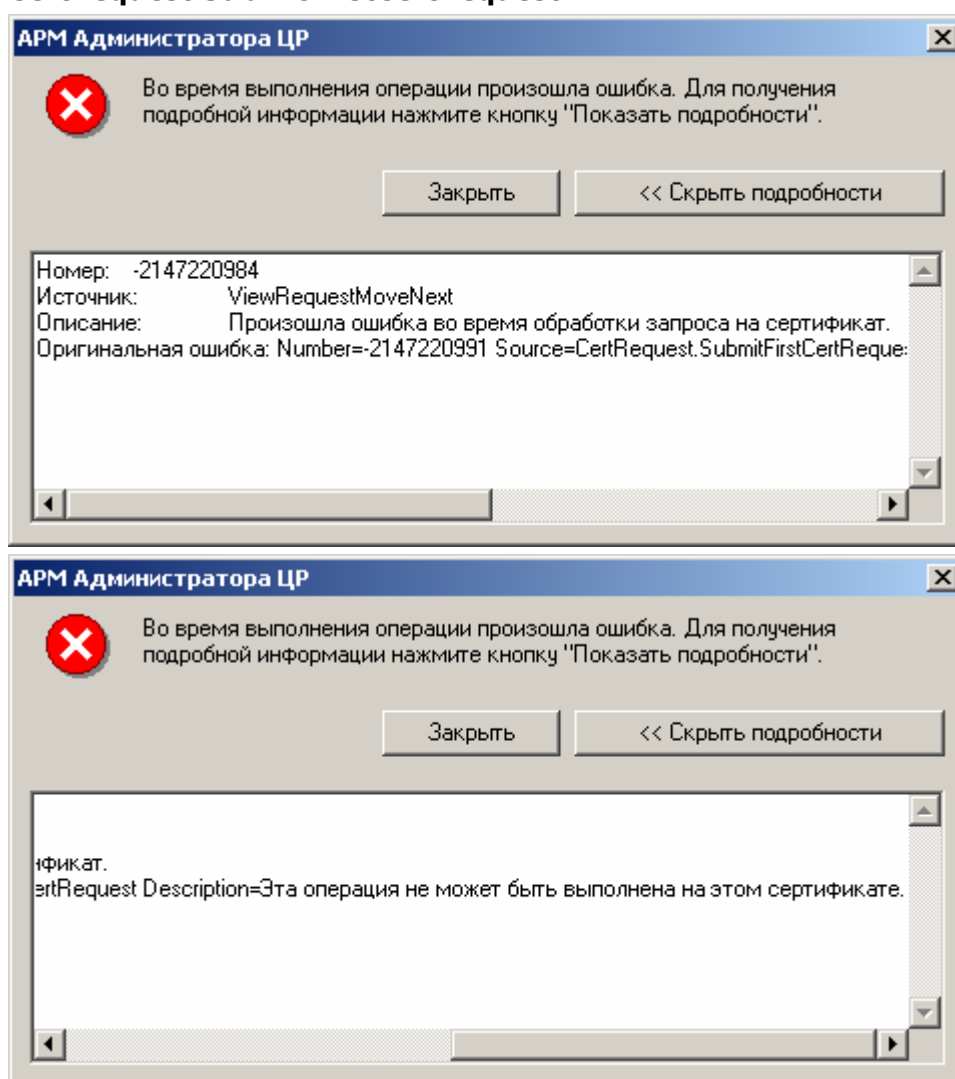 АРМ Администратора ЦР
Во время выполнения операции произошла ошибка. Для получения
подробной информации нажмите кнопку "Показать подробности".
Закрыть
<< Скрыть подробности
Номер: -2147220984
Источник: ViewRequestMoveNext
Описание: Произошла ошибка во время обработки запроса на сертификат.
Оригинальная ошибка: Number=-2147220991 Source=CertRequest.SubmitFirstCertReque
АРМ Администратора ЦР
Во время выполнения операции произошла ошибка. Для получения
подробной информации нажмите кнопку "Показать подробности".
Закрыть
<< Скрыть подробности
ификат.
ertRequest Description=Эта операция не может быть выполнена на этом сертификате.